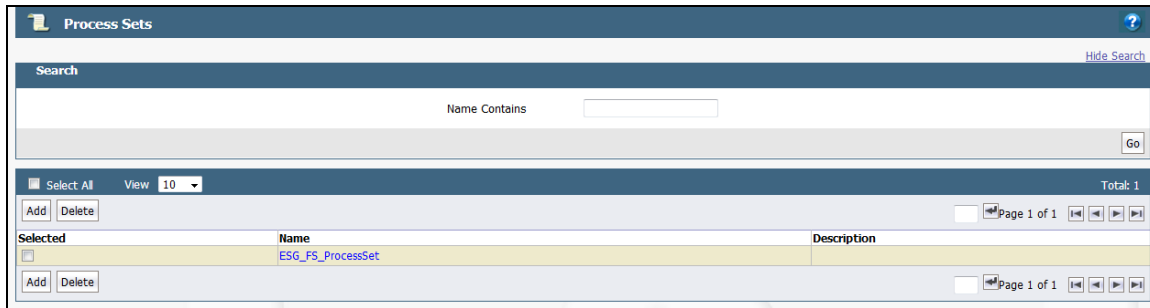 Process Sets
?
Hide Search
Search
Name Contains
Go
Select All View 10 Total: 1
Add Delete Page 1 of 1
Selected Name Description
ESG_FS_ProcessSet
Add Delete Page 1 of 1